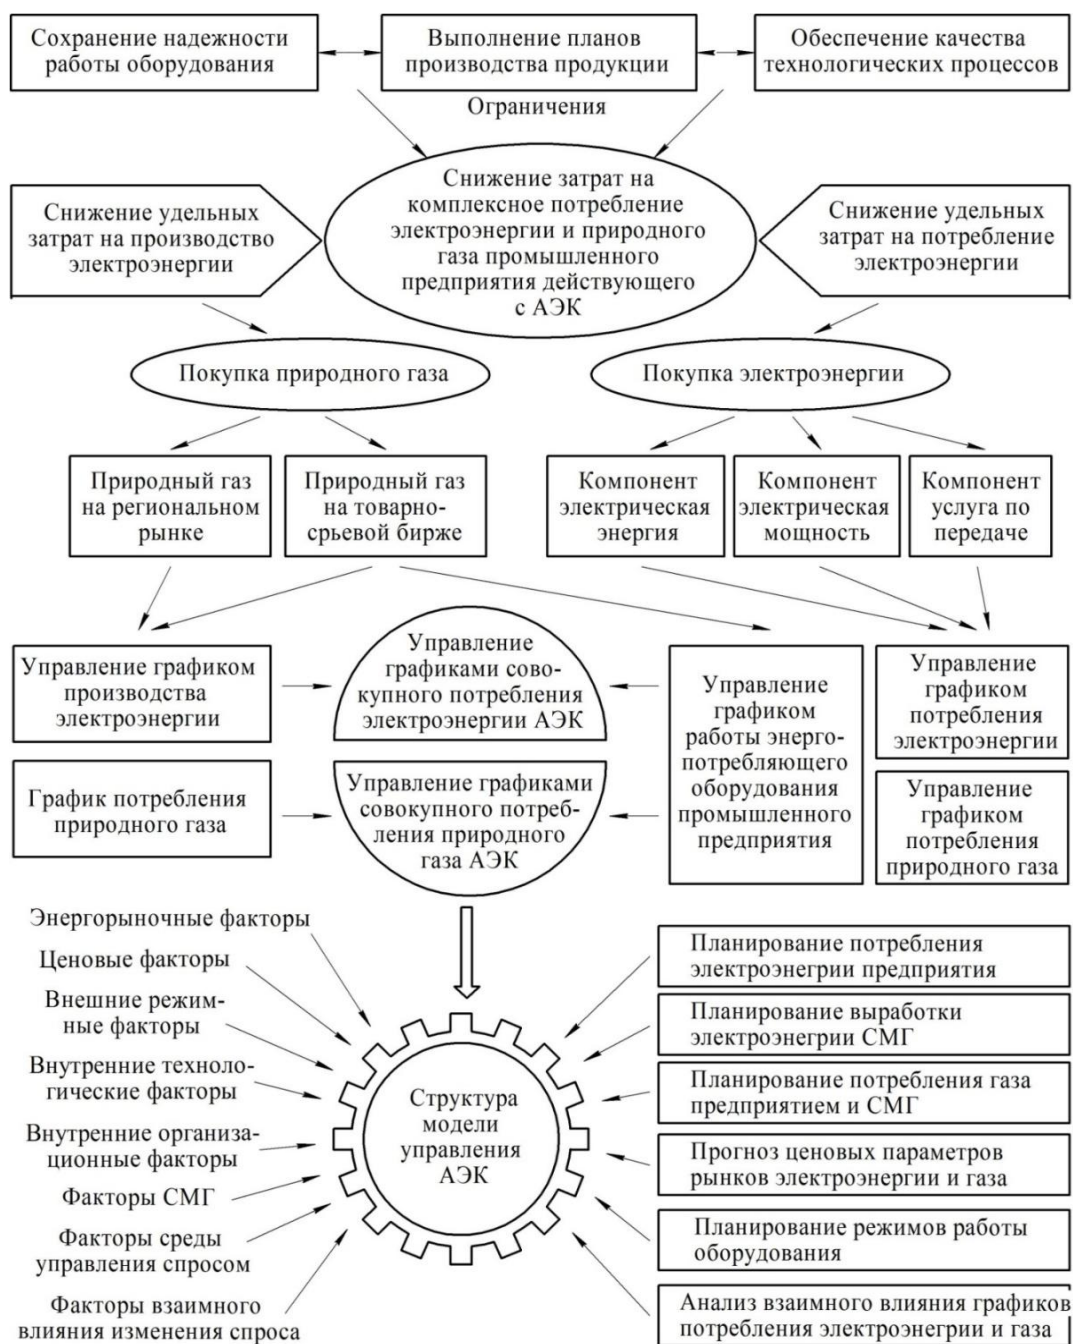 Сохранение надежности
работы оборудования
Выполнение планов
производства продукции
Обеспечение качества
технологических процессов
Ограничения
Снижение затрат на
комплексное потребление
электроэнергии и природного
газа промышленного
предприятия действующего
с АЭК
Снижение удельных
затрат на производство
электроэнергии
Снижение удельных
затрат на потребление
электроэнергии
Покупка природного газа
Покупка электроэнергии
Природный газ
на региональном
рынке
Природный газ
на товарно-
срьевой бирже
Компонент
электрическая
энергия
Компонент
электрическая
мощность
Компонент
услуга по
передаче
Управление графиком
производства
электроэнергии
Управление
графиками сово-
купного потребления
электроэнергии АЭК
Управление
графиком
работы энерго-
потребляющего
оборудования
промышленного
предприятия
Управление
графиком
потребления
электроэнергии
График потребления
природного газа
Управление графиками
совокупного потреб-
ления природного
газа АЭК
Управление
графиком
потребления
природного газа
Энергорыночные факторы
Ценовые факторы
Внешние режим-
ные факторы
Внутренние техноло-
гические факторы
Внутренние организа-
ционные факторы
Факторы СМГ
Факторы среды
управления спросом
Факторы взаимного
влияния изменения спроса
Структура
модели
управления
АЭК
Планирование потребления
электроэнегрии предприятия
Планирование выработки
электроэнегрии СМГ
Планирование потребления газа
предприятием и СМГ
Прогноз ценовых параметров
рынков электроэнергии и газа
Планирование режимов работы
оборудования
Анализ взаимного влияния графиков
потребления электроэнегрии и газа